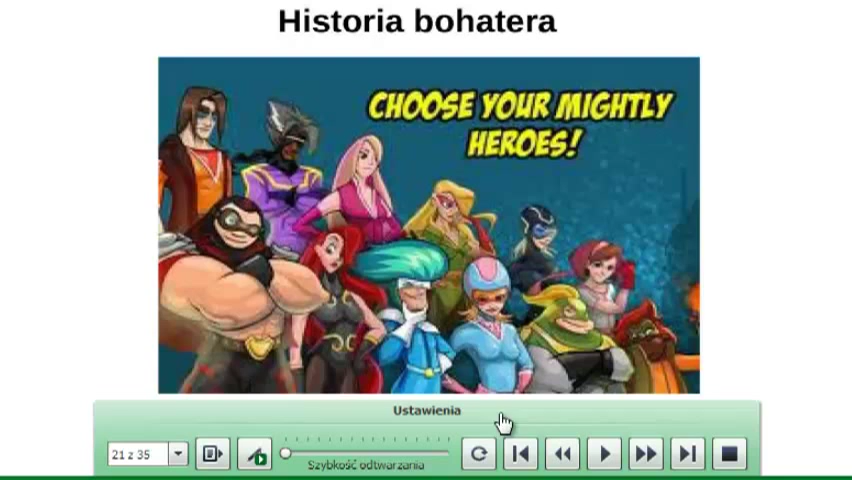 Historia bohatera
CHOOSE YOUR MIGHTLY
HEROES!
Ustawienia
21 z 35
Szybkość odtwarzania